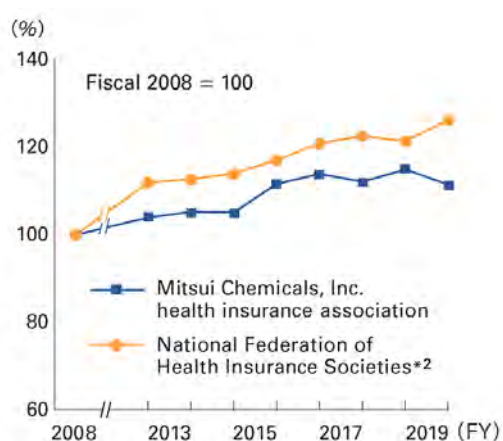 (%)
140
Fiscal 2008 = 100
120
100
Mitsui Chemicals, Inc.
health insurance association
80
National Federation of
Health Insurance Societies*2
60
2008 2013 2015 2017 2019 (FY)